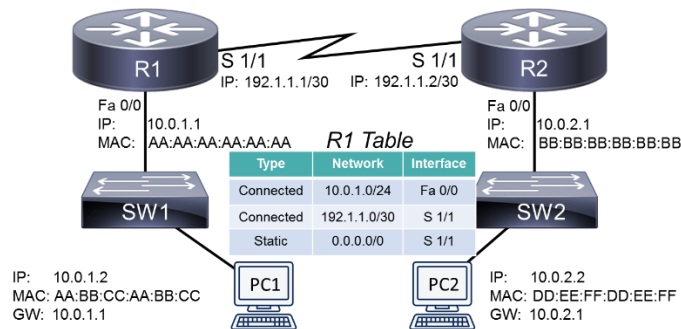 R1
S 1/1
IP: 192.1.1.1/30
S 1/1
IP: 192.1.1.2/30
R2
Fa 0/0
IP: 10.0.1.1
MAC: AA:AA:AA:AA:AA:AA
Fa 0/0
IP: 10.0.2.1
MAC: BB:BB:BB:BB:BB:BB
R1 Table
Type Network Interface
Connected 10.0.1.0/24 Fa 0/0
Connected 192.1.1.0/30 S 1/1
Static 0.0.0.0/0 S 1/1
SW1
SW2
IP: 10.0.1.2
MAC: AA:BB:CC:AA:BB:CC
GW: 10.0.1.1
PC1
PC2
IP: 10.0.2.2
MAC: DD:EE:FF:DD:EE:FF
GW: 10.0.2.1